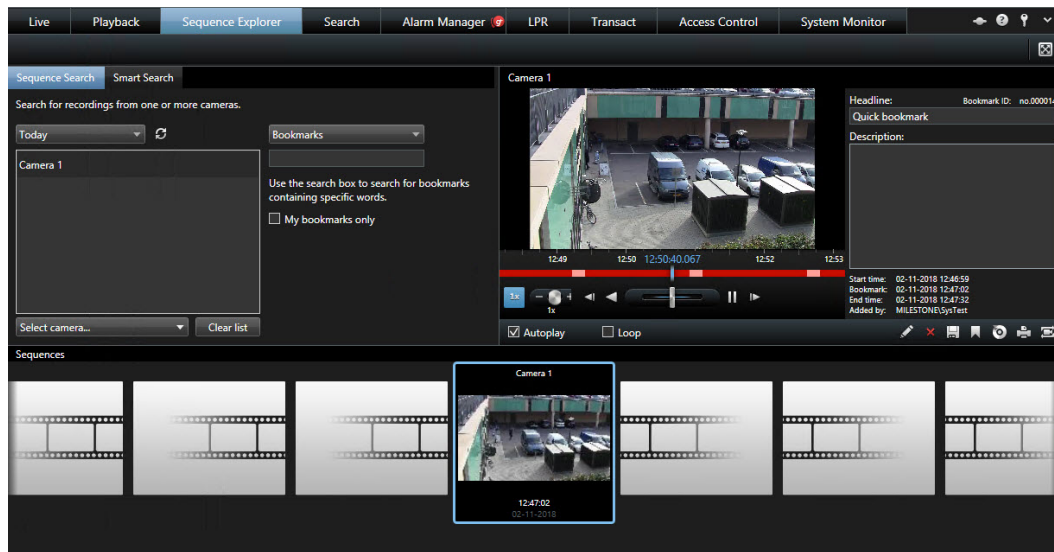 Live Playback Sequence Explorer Search Alarm Manager LPR Transact Access Control System Monitor
Sequence Search Smart Search
Search for recordings from one or more cameras.
Today
Bookmarks
Camera 1
Use the search box to search for bookmarks
containing specific words.
My bookmarks only
Select camera...
Clear list
Camera 1
12:49 12:50 12:50:40.067 12:52 12:53
1x
1x
Autoplay Loop
Headline: Bookmark ID: no.000014
Quick bookmark
Description:
Start time: 02-11-2018 12:46:59
Bookmark: 02-11-2018 12:47:02
End time: 02-11-2018 12:47:32
Added by: MILESTONE\SysTest
Sequences
Camera 1
12:47:02
02-11-2018